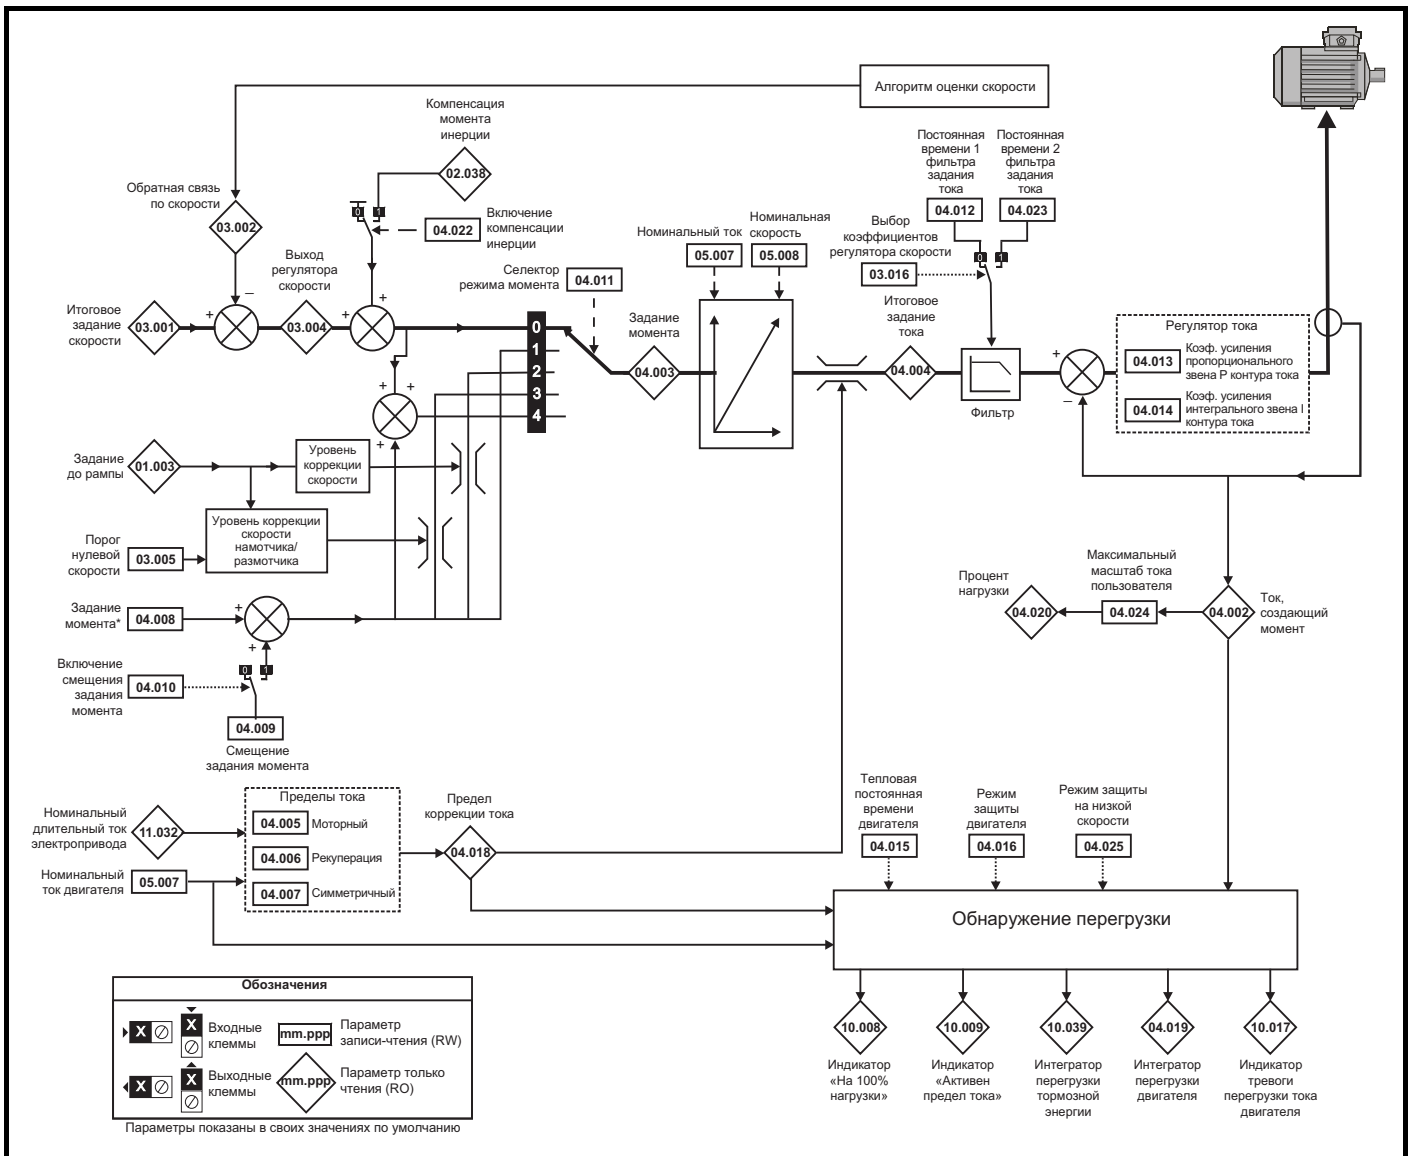 Алгоритм оценки скорости
Компенсация
момента
инерции
02.038
Постоянная
времени 1
фильтра
задания
тока
Постоянная
времени 2
фильтра
задания
тока
04.012
04.023
Обратная связь
по скорости
03.002
0
1
04.022
Включение
компенсации
инерции
Номинальный ток
05.007
Номинальная
скорость
05.008
Выбор
коэффициентов
регулятора скорости
03.016
0
1
Выход
регулятора
скорости
Селектор
режима момента
04.011
Итоговое
задание
скорости
03.001
+
−
03.004
+
+
Задание
момента
04.003
Итоговое
задание
тока
04.004
Фильтр
+
−
Регулятор тока
04.013
Коэф. усиления
пропорционального
звена P контура тока
04.014
Коэф. усиления
интегрального звена I
контура тока
0
1
2
3
4
+
+
+
Задание
до рампы
01.003
Уровень
коррекции
скорости
Уровень коррекции
скорости
намотчика/
размотчика
Порог
нулевой
скорости
03.005
Задание
момента*
04.008
+
+
0
1
Включение
смещения
задания
момента
04.010
04.009
Смещение
задания момента
Процент
нагрузки
04.020
Максимальный
масштаб тока
пользователя
04.024
04.002
Ток,
создающий
момент
Номинальный
длительный ток
электропривода
11.032
Номинальный
ток двигателя
05.007
Пределы тока
04.005 Моторный
04.006 Рекуперация
04.007 Симметричный
Предел
коррекции тока
04.018
Тепловая
постоянная
времени
двигателя
04.015
Режим
защиты
двигателя
04.016
Режим защиты
на низкой
скорости
04.025
Обнаружение перегрузки
10.008
Индикатор
«На 100%
нагрузки»
10.009
Индикатор
«Активен
предел тока»
10.039
Интегратор
перегрузки
тормозной
энергии
04.019
Интегратор
перегрузки
двигателя
10.017
Индикатор
тревоги
перегрузки тока
двигателя
Обозначения
X
X
Входные
клеммы
mm.ppp
Параметр
записи-чтения (RW)
X
X
Выходные
клеммы
mm.ppp
Параметр только
чтения (RO)
Параметры показаны в своих значениях по умолчанию